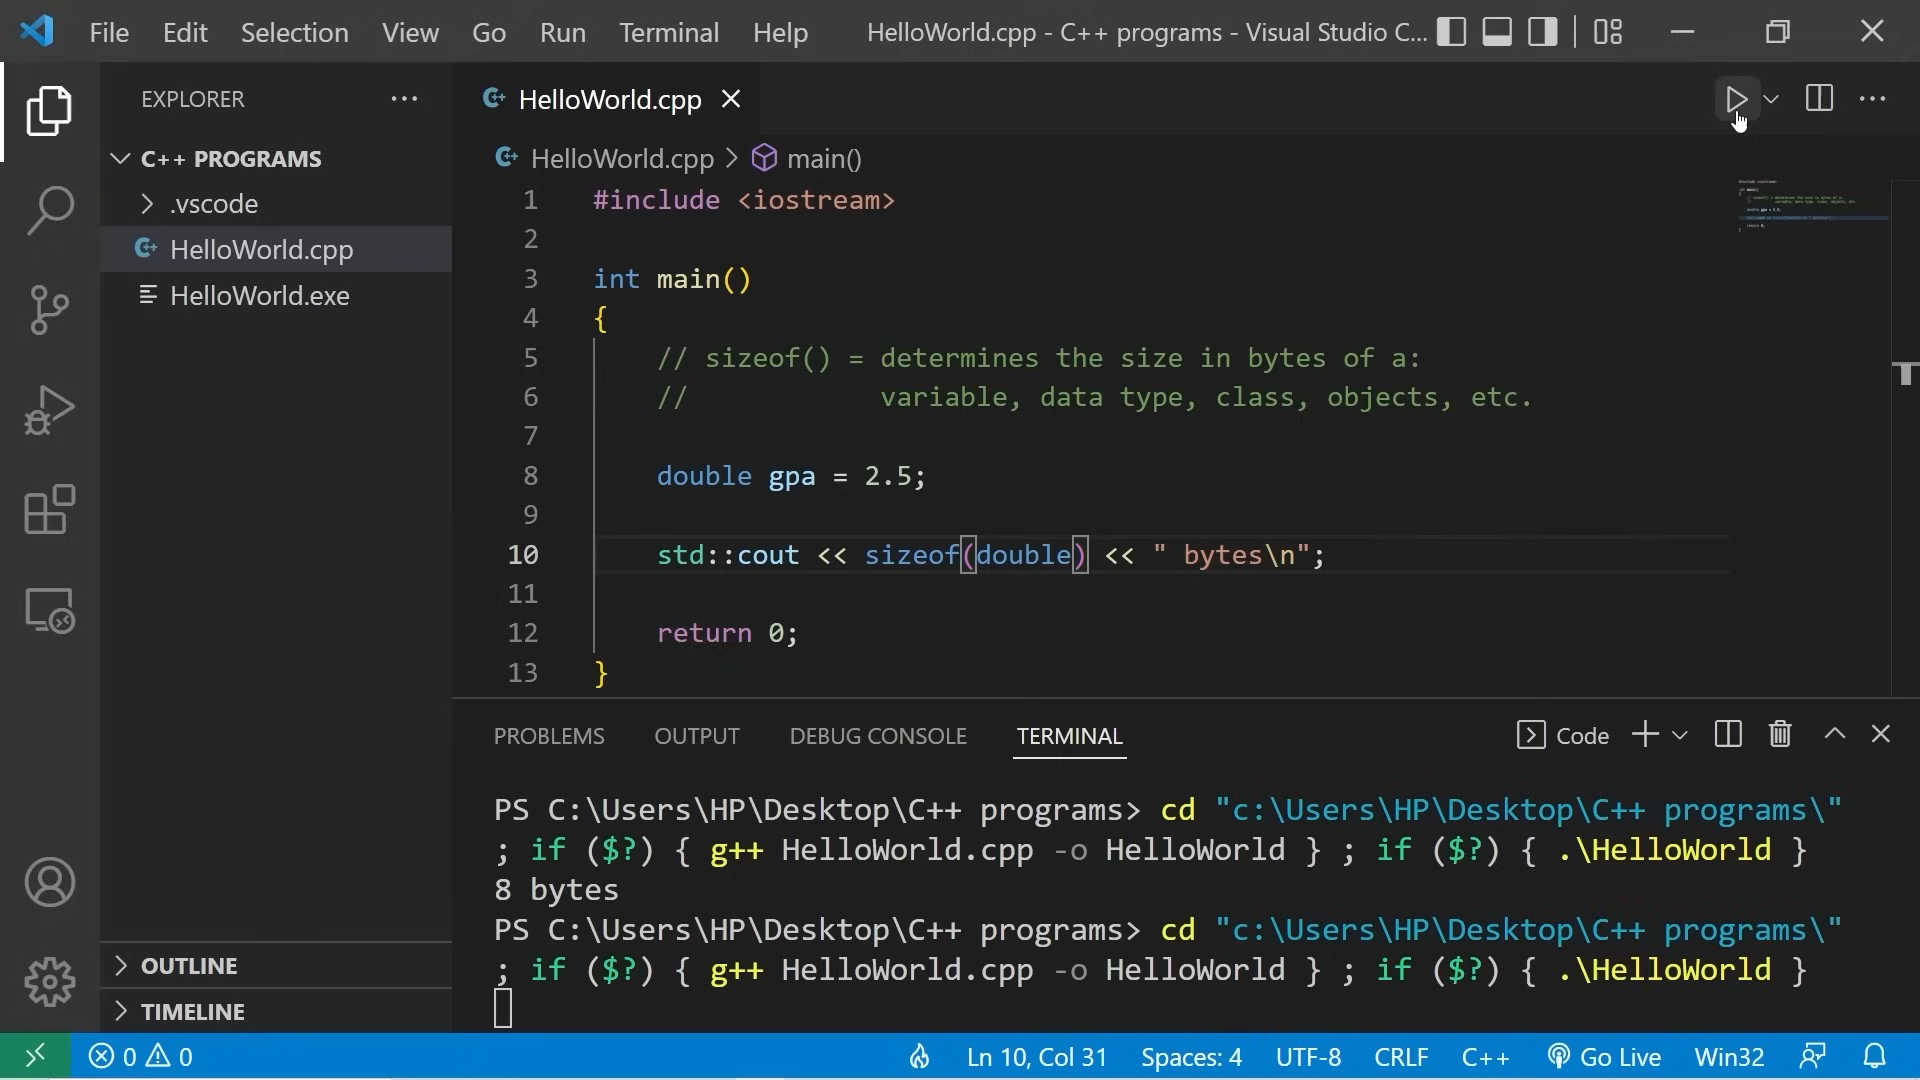 File Edit Selection View Go Run Terminal Help HelloWorld.cpp - C++ programs - Visual Studio C...
EXPLORER
C++ PROGRAMS
.vscode
HelloWorld.cpp
HelloWorld.exe
OUTLINE
TIMELINE
HelloWorld.cpp
HelloWorld.cpp > main()
1 #include <iostream>
2
3 int main()
4 {
5 // sizeof() = determines the size in bytes of a:
6 // variable, data type, class, objects, etc.
7
8 double gpa = 2.5;
9
10 std::cout << sizeof(double) << " bytes\n";
11
12 return 0;
13 }
PROBLEMS OUTPUT DEBUG CONSOLE TERMINAL Code
PS C:\Users\HP\Desktop\C++ programs> cd "c:\Users\HP\Desktop\C++ programs\"
; if ($?) { g++ HelloWorld.cpp -o HelloWorld } ; if ($?) { .\HelloWorld }
8 bytes
PS C:\Users\HP\Desktop\C++ programs> cd "c:\Users\HP\Desktop\C++ programs\"
; if ($?) { g++ HelloWorld.cpp -o HelloWorld } ; if ($?) { .\HelloWorld }
0 0 Ln 10, Col 31 Spaces: 4 UTF-8 CRLF C++ Go Live Win32